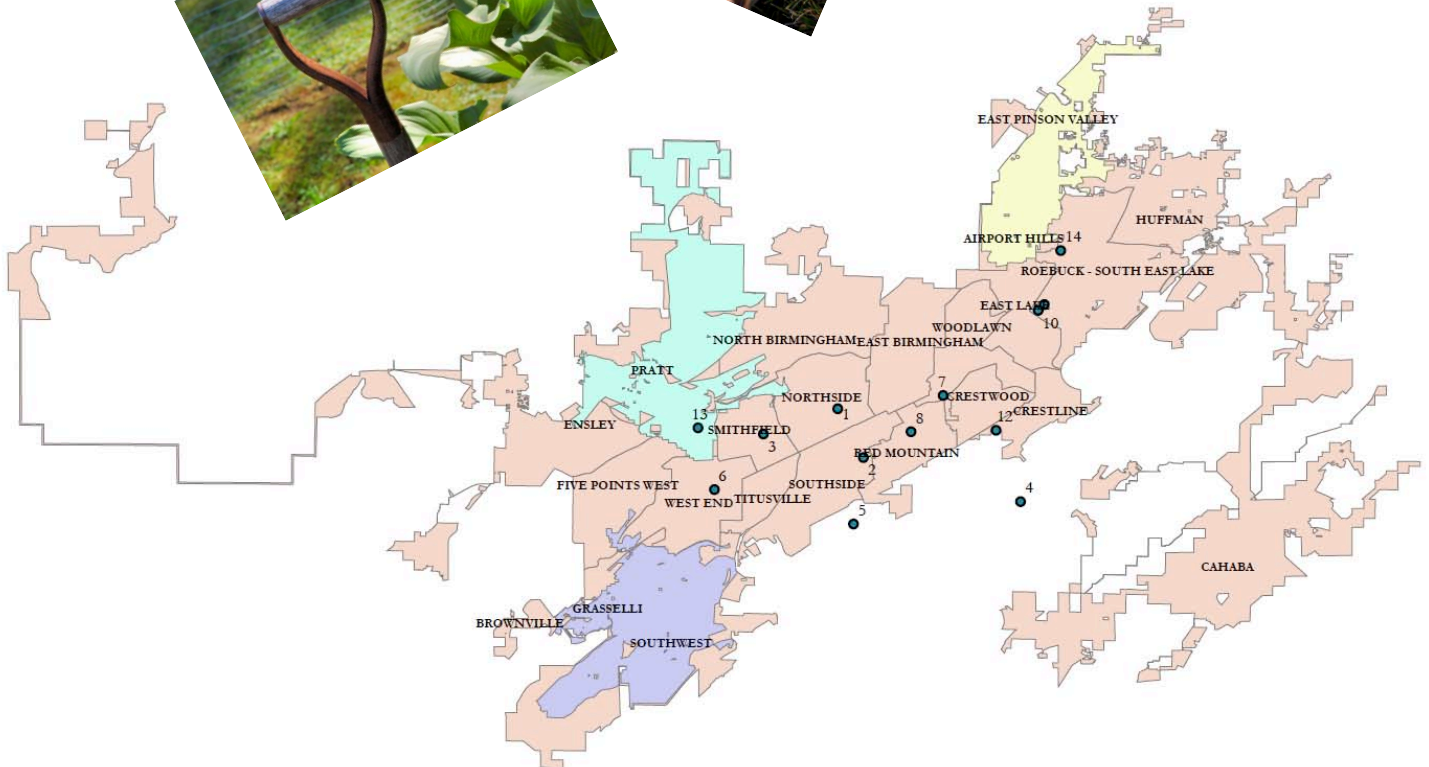 EAST PINSON VALLEY
HUFFMAN
AIRPORT HILLS
14
ROEBUCK - SOUTH EAST LAKE
EAST LAKE
10
WOODLAWN
NORTH BIRMINGHAM
EAST BIRMINGHAM
PRATT
7
NORTHSIDE
CRESTWOOD
1
CRESTLINE
13
ENSLEY
SMITHFIELD
3
8
12
RED MOUNTAIN
2
FIVE POINTS WEST
6
WEST END
TITUSVILLE
SOUTHSIDE
4
5
CAHABA
GRASSELLI
BROWNVILLE
SOUTHWEST